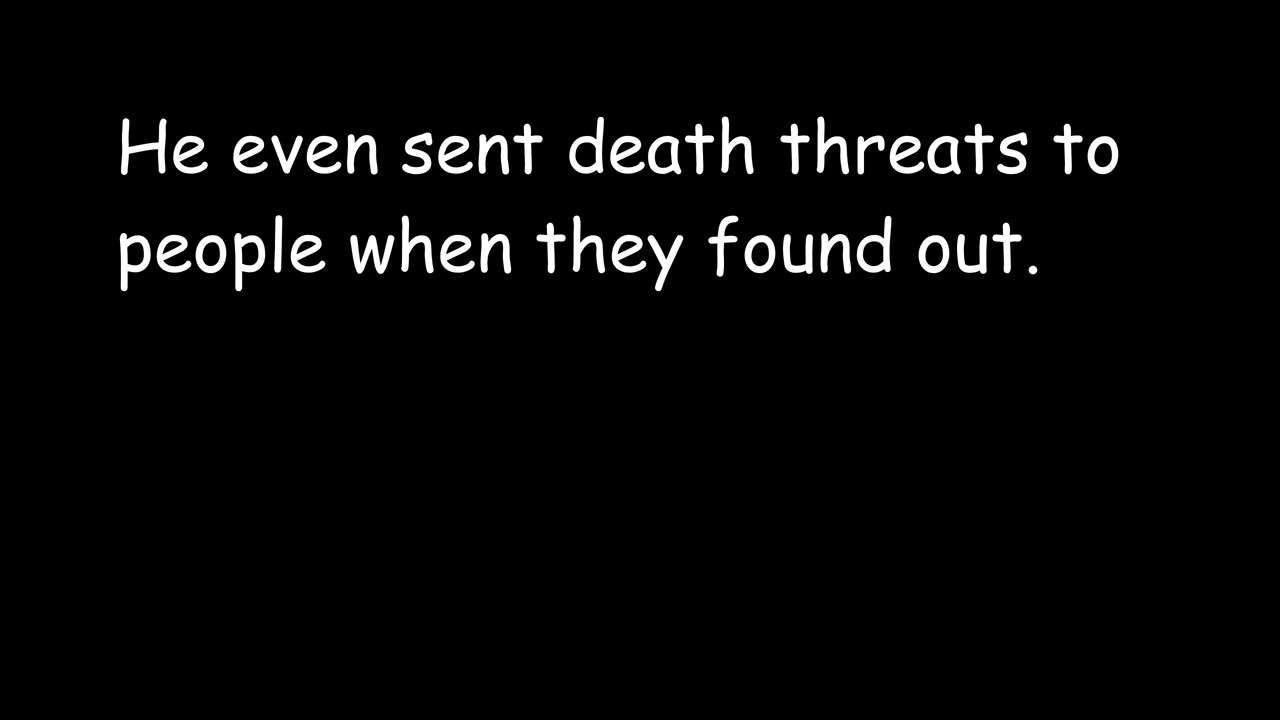 He even sent death threats to
people when they found out.